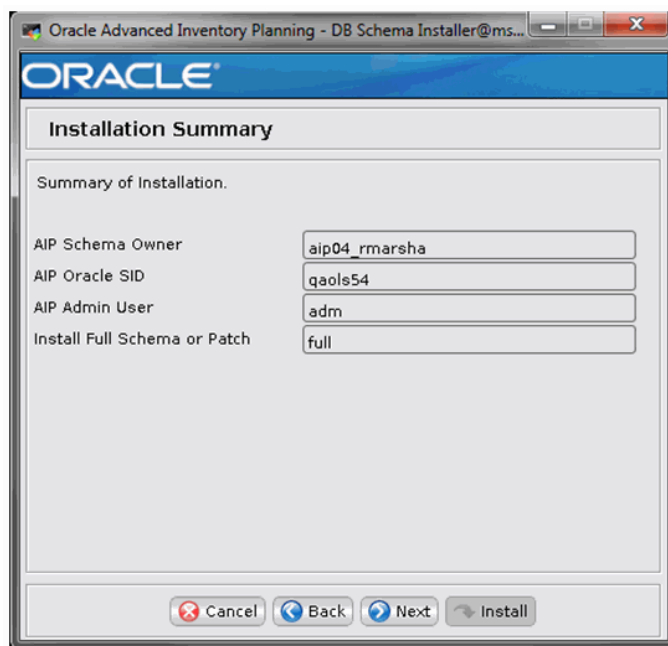 Oracle Advanced Inventory Planning - DB Schema Installer@ms...
ORACLE
Installation Summary
Summary of Installation.
AIP Schema Owner aip04_rmarsha
AIP Oracle SID qaols54
AIP Admin User adm
Install Full Schema or Patch full
Cancel Back Next Install